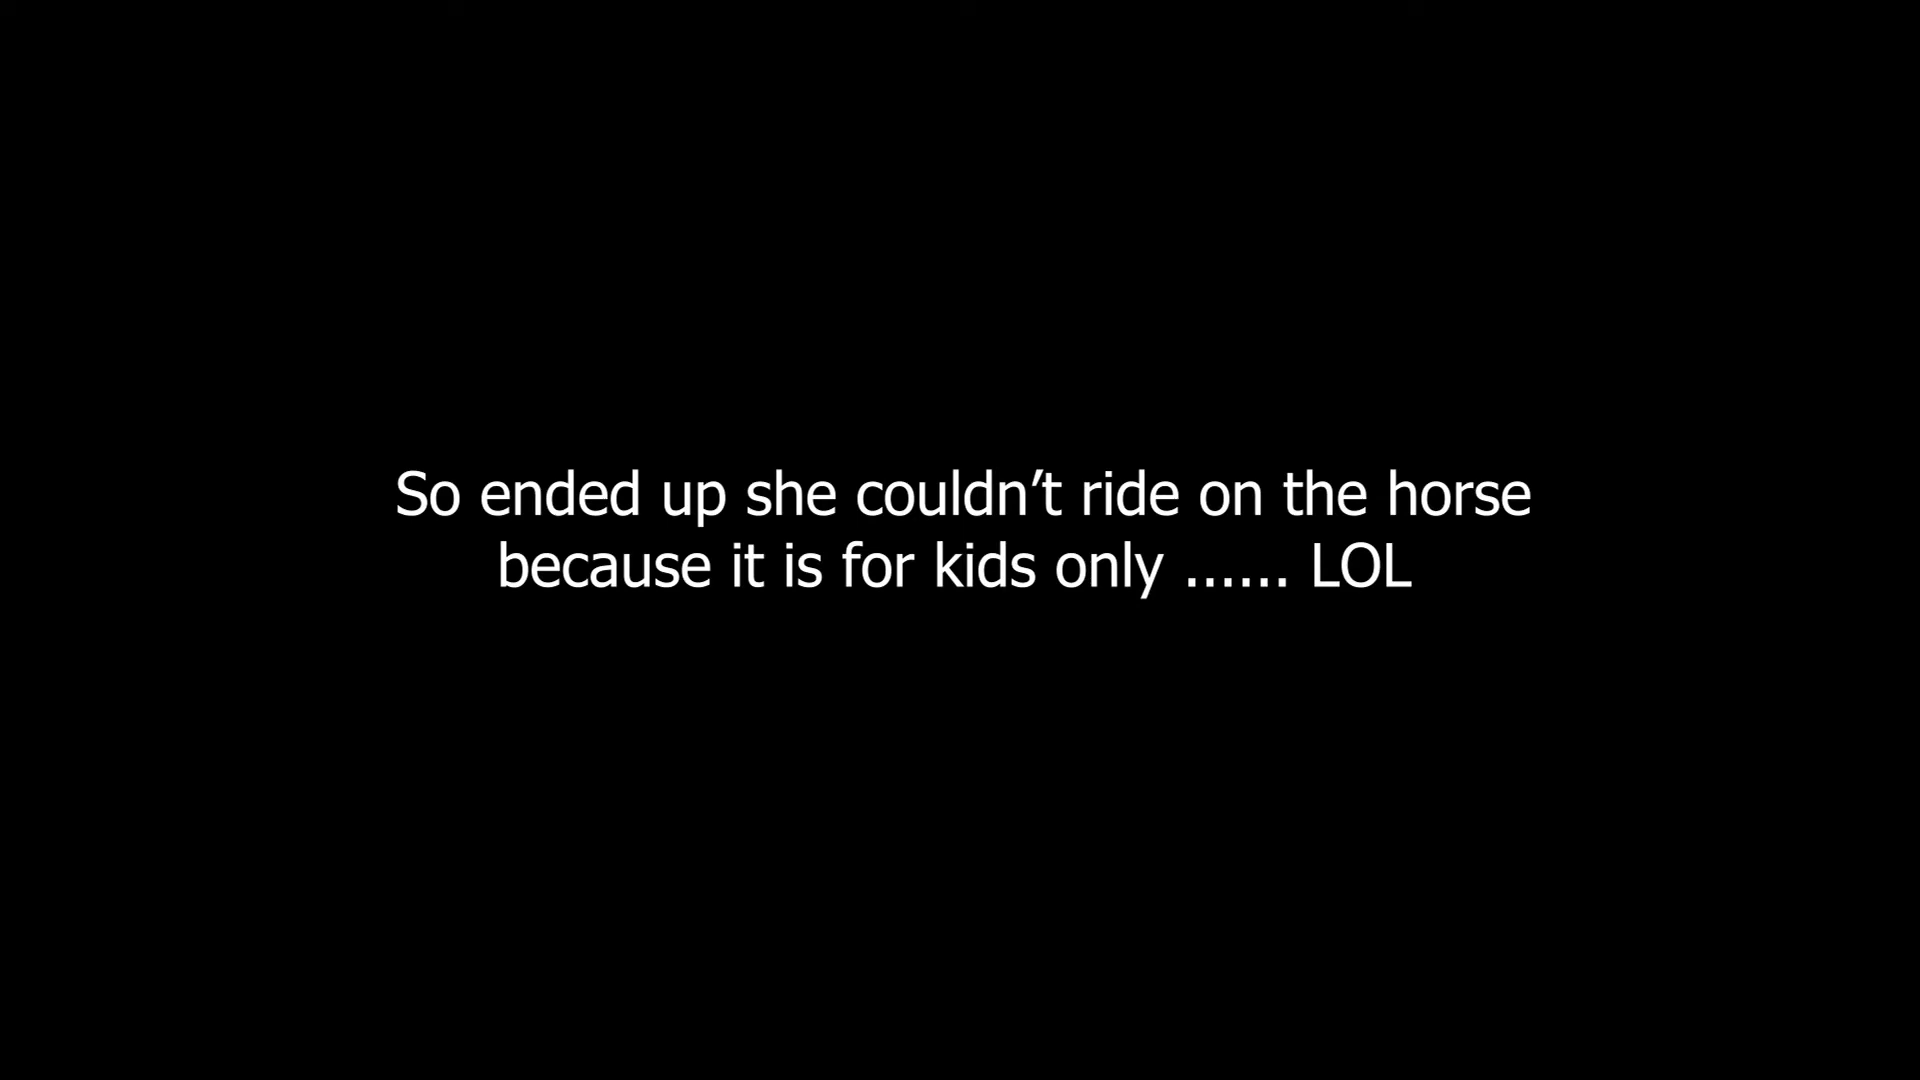 So ended up she couldn’t ride on the horse
because it is for kids only ...... LOL